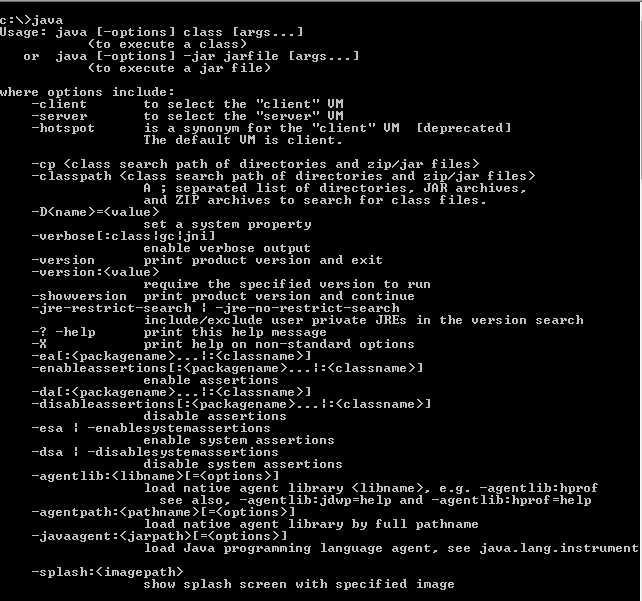 c:\>java
Usage: java [-options] class [args...]
           (to execute a class)
   or  java [-options] -jar jarfile [args...]
           (to execute a jar file)

where options include:
    -client       to select the "client" VM
    -server       to select the "server" VM
    -hotspot      is a synonym for the "client" VM  [deprecated]
                  The default VM is client.

    -cp <class search path of directories and zip/jar files>
    -classpath <class search path of directories and zip/jar files>
                  A ; separated list of directories, JAR archives,
                  and ZIP archives to search for class files.
    -D<name>=<value>
                  set a system property
    -verbose[:class|gc|jni]
                  enable verbose output
    -version      print product version and exit
    -version:<value>
                  require the specified version to run
    -showversion  print product version and continue
    -jre-restrict-search | -jre-no-restrict-search
                  include/exclude user private JREs in the version search
    -? -help      print this help message
    -X            print help on non-standard options
    -ea[:<packagename>...|:<classname>]
    -enableassertions[:<packagename>...|:<classname>]
                  enable assertions
    -da[:<packagename>...|:<classname>]
    -disableassertions[:<packagename>...|:<classname>]
                  disable assertions
    -esa | -enablesystemassertions
                  enable system assertions
    -dsa | -disablesystemassertions
                  disable system assertions
    -agentlib:<libname>[=<options>]
                  load native agent library <libname>, e.g. -agentlib:hprof
                    see also, -agentlib:jdwp=help and -agentlib:hprof=help
    -agentpath:<pathname>[=<options>]
                  load native agent library by full pathname
    -javaagent:<jarpath>[=<options>]
                  load Java programming language agent, see java.lang.instrument

    -splash:<imagepath>
                  show splash screen with specified image